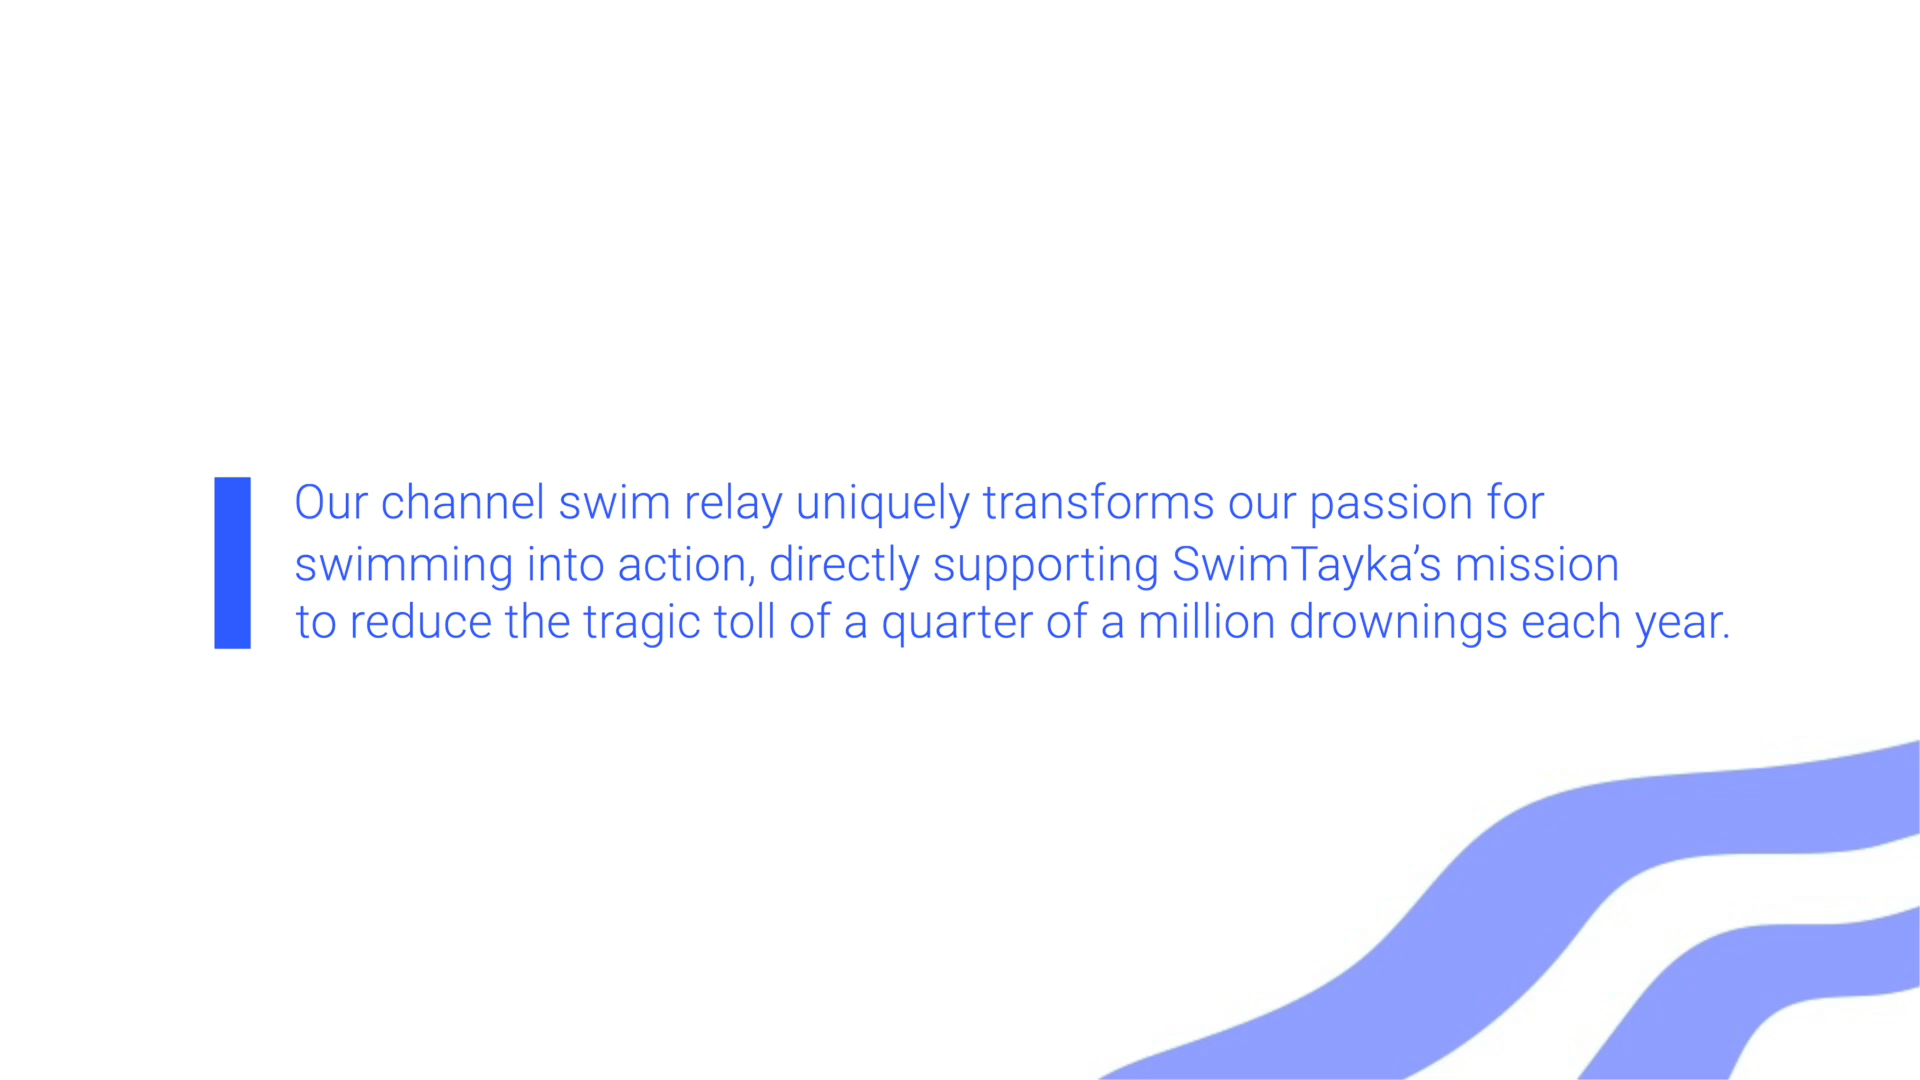 Our channel swim relay uniquely transforms our passion for
swimming into action, directly supporting SwimTayka’s mission
to reduce the tragic toll of a quarter of a million drownings each year.